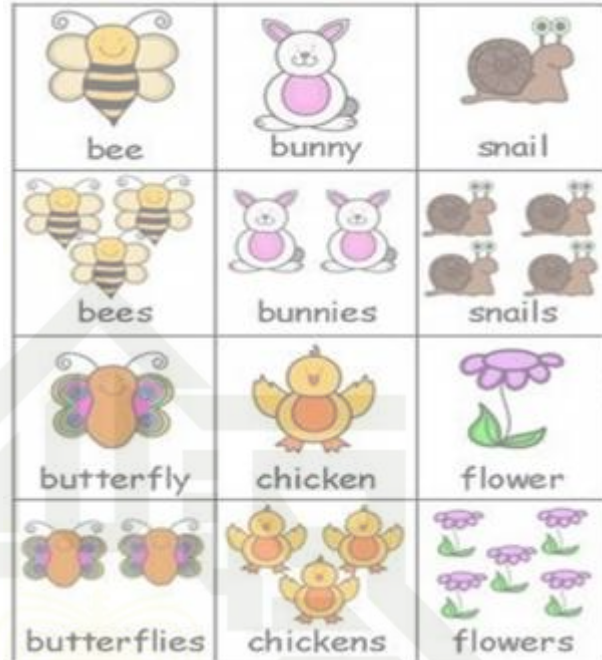 bee bunny snail
bees bunnies snails
butterfly chicken flower
butterflies chickens flowers